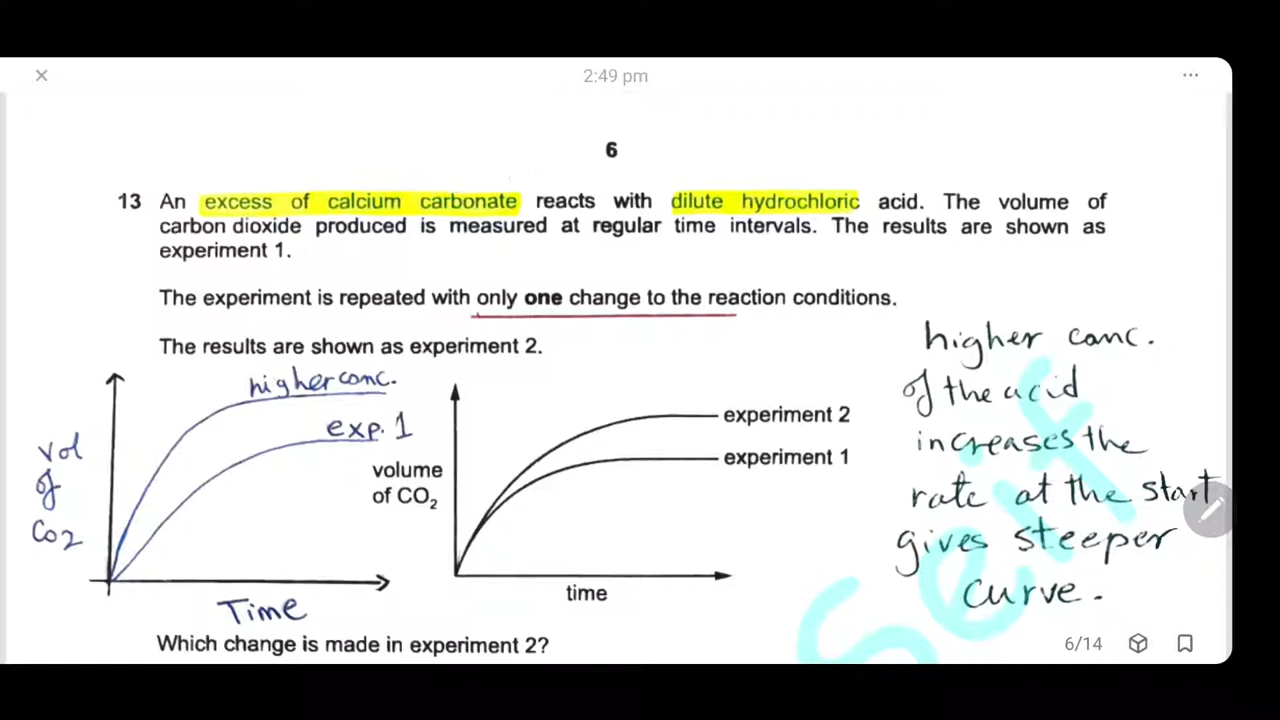 2:49 pm
6
13 An excess of calcium carbonate reacts with dilute hydrochloric acid. The volume of
carbon dioxide produced is measured at regular time intervals. The results are shown as
experiment 1.
The experiment is repeated with only one change to the reaction conditions.
The results are shown as experiment 2.
higher conc.
exp. 1
vol
of
CO2
Time
volume
of CO2
experiment 2
experiment 1
time
higher conc.
of the acid
increases the
rate at the start
gives steeper
curve.
Self
Which change is made in experiment 2?
6/14